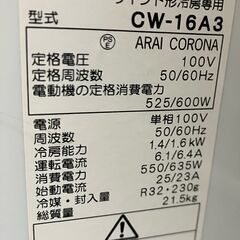 ウインド形冷房専用
型式 CW-16A3
PSE ARAI CORONA
定格電圧 100V
定格周波数 50/60Hz
電動機の定格消費電力
525/600W
電源 単相100V
周波数 50/60Hz
冷房能力 1.4/1.6kW
運転電流 6.1/6.4A
消費電力 550/635W
始動電流 25/23A
冷媒・封入量 R32・230g
総質量 21.5kg